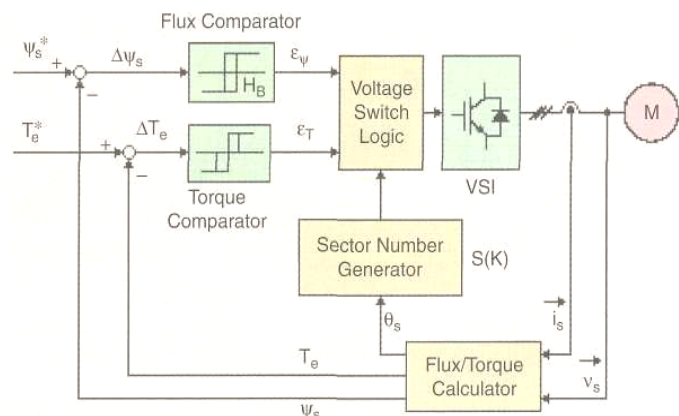 Flux Comparator
ψs*
+
−
Δψs
HB
εψ
Voltage
Switch
Logic
VSI
M
Te*
+
−
ΔTe
εT
Torque
Comparator
Sector Number
Generator
S(K)
θs
is
Te
Flux/Torque
Calculator
vs
ψs